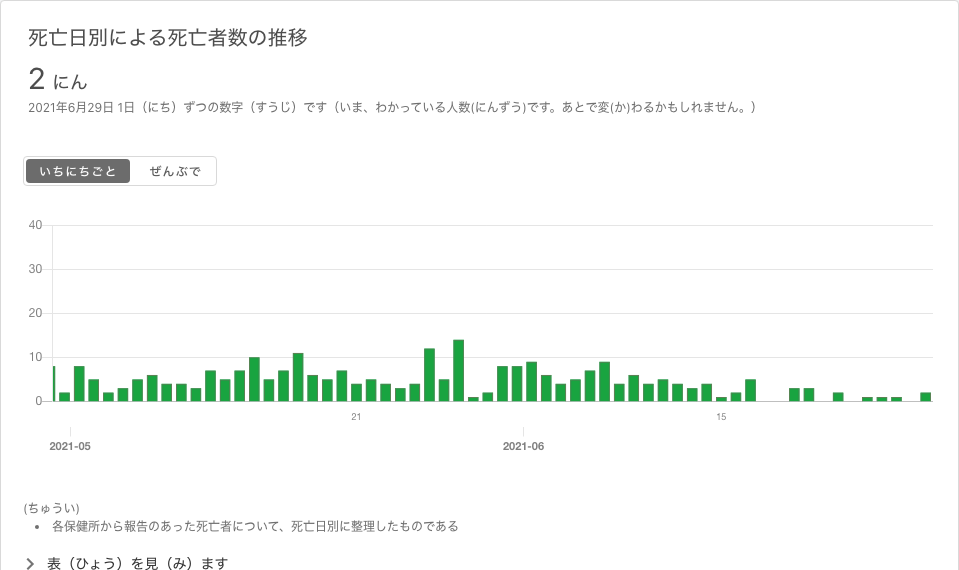 死亡日別による死亡者数の推移
2 にん
2021年6月29日 1日（にち）ずつの数字（すうじ）です（いま、わかっている人数(にんずう)です。あとで変(か)わるかもしれません。）
いちにちごと ぜんぶで
40
30
20
10
0
21 15
2021-05 2021-06
(ちゅうい)
• 各保健所から報告のあった死亡者について、死亡日別に整理したものである
表（ひょう）を見（み）ます